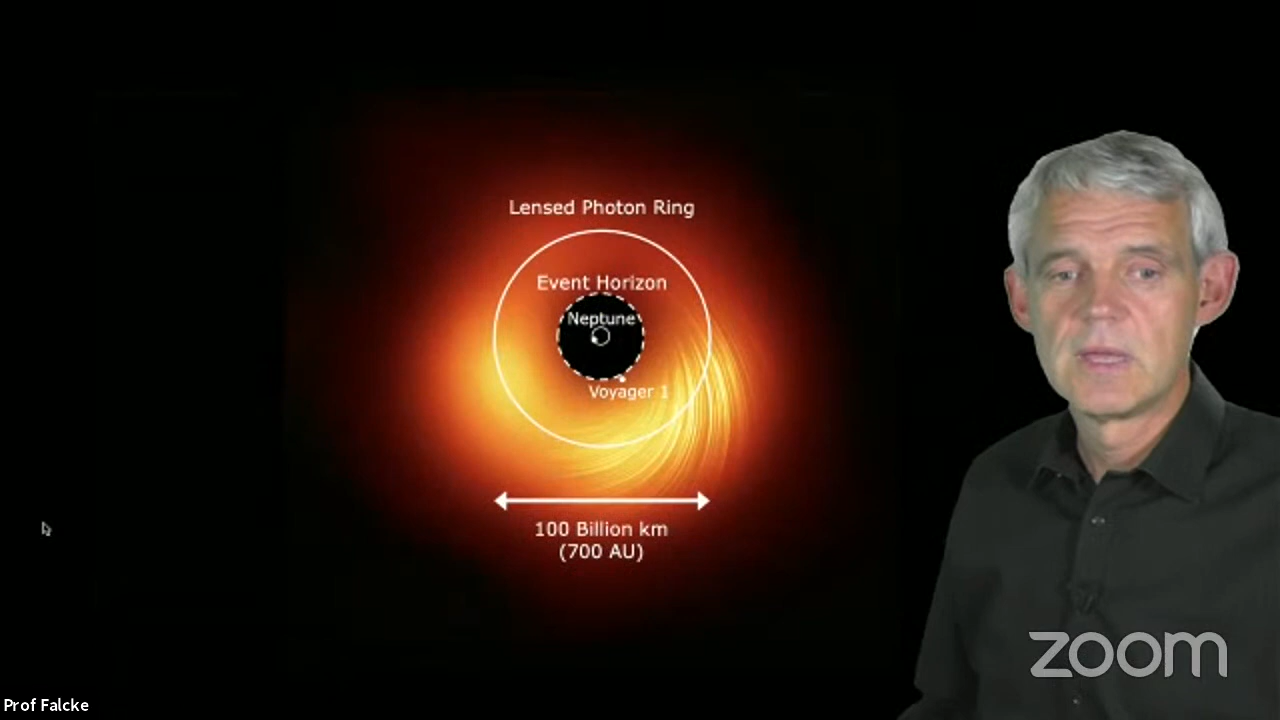 Lensed Photon Ring
Event Horizon
Neptune
Voyager 1
100 Billion km
(700 AU)
zoom
Prof Falcke